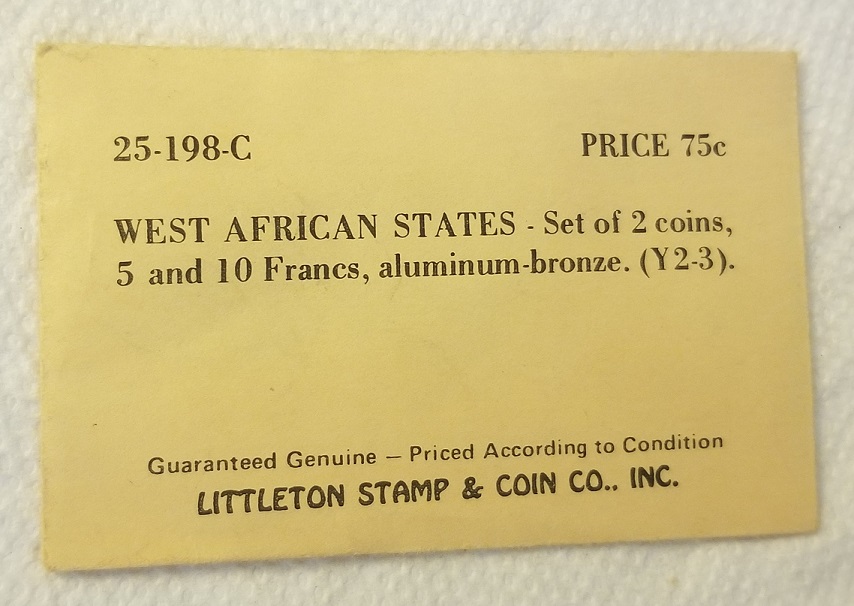 25-198-C PRICE 75c
WEST AFRICAN STATES - Set of 2 coins,
5 and 10 Francs, aluminum-bronze. (Y2-3).
Guaranteed Genuine — Priced According to Condition
LITTLETON STAMP & COIN CO.. INC.